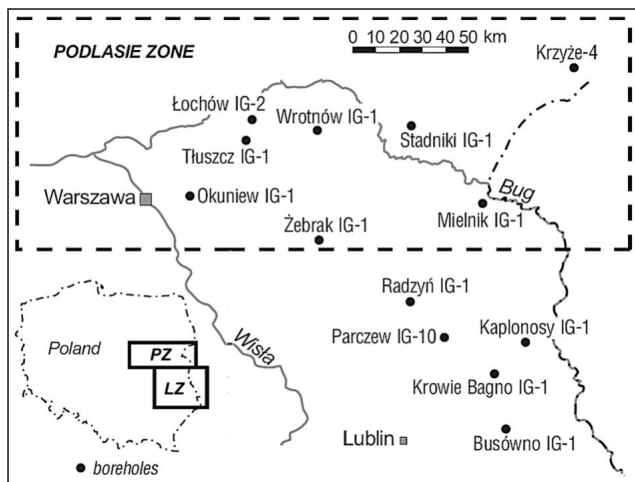 PODLASIE ZONE
0 10 20 30 40 50 km
Krzyże-4
Łochów IG-2
Wrotnów IG-1
Stadniki IG-1
Tłuszcz IG-1
Warszawa
Okuniew IG-1
Bug
Mielnik IG-1
Żebrak IG-1
Radzyń IG-1
Wisła
Parczew IG-10
Kaplonosy IG-1
Poland
PZ
LZ
Krowie Bagno IG-1
Lublin
Busówno IG-1
boreholes